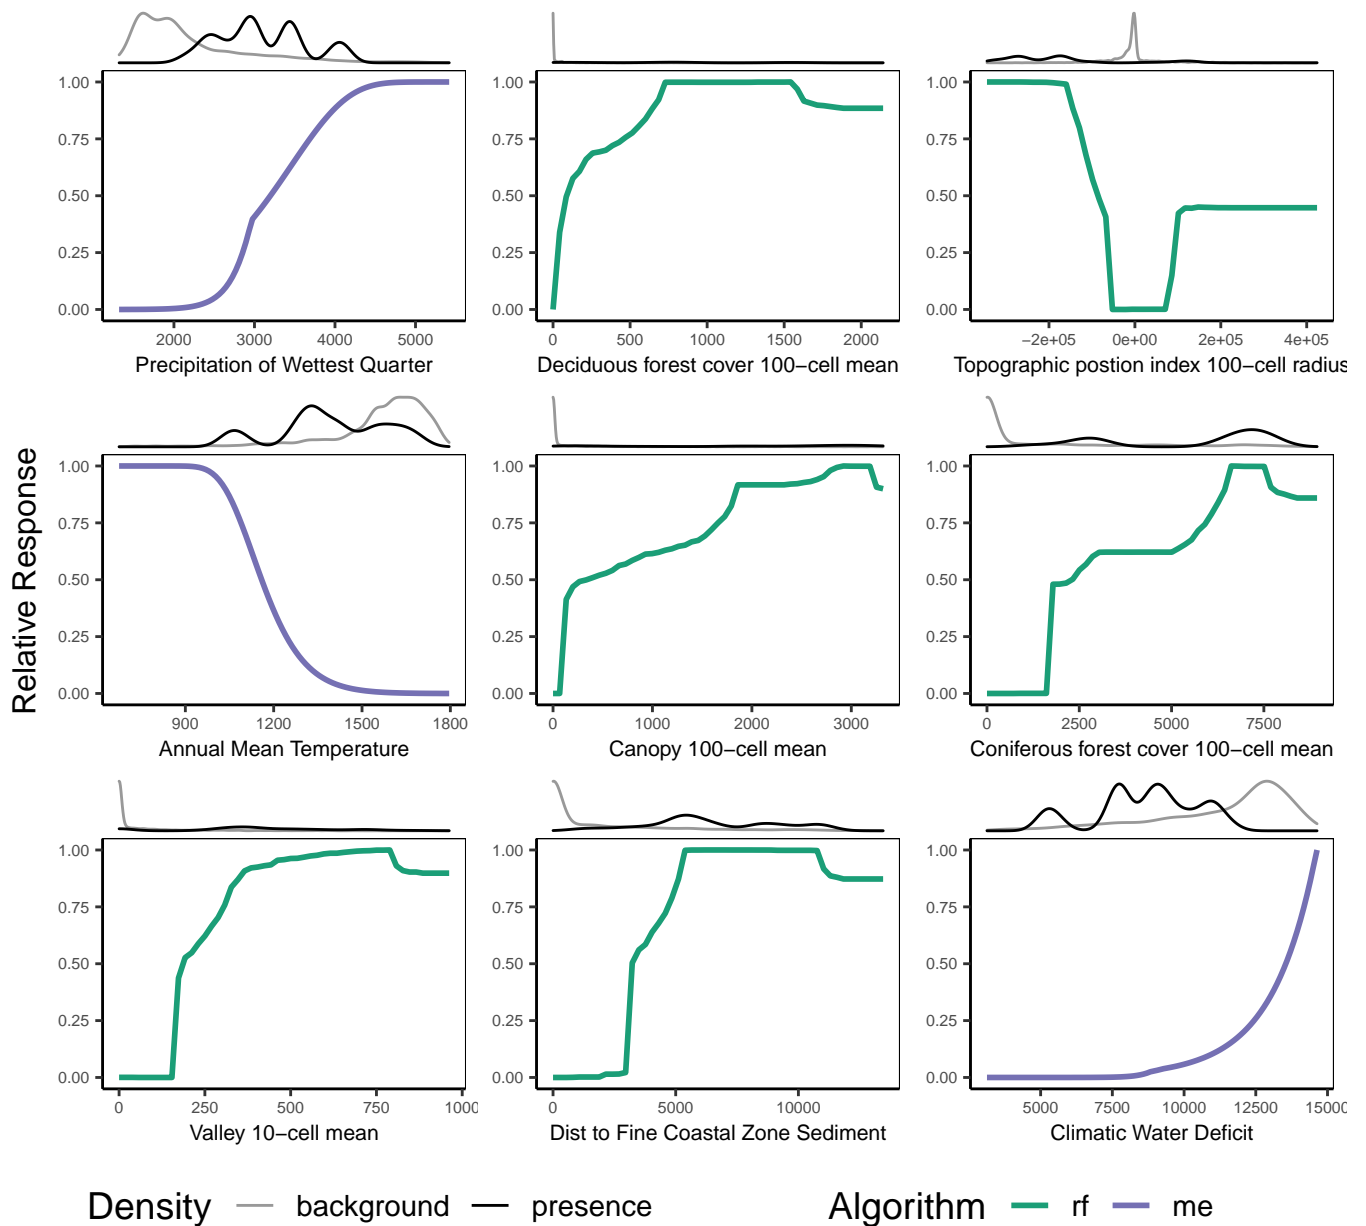 1.00
0.75
0.50
0.25
0.00
2000 3000 4000 5000
Precipitation of Wettest Quarter
1.00
0.75
0.50
0.25
0.00
0 500 1000 1500 2000
Deciduous forest cover 100−cell mean
1.00
0.75
0.50
0.25
0.00
−2e+05 0e+00 2e+05 4e+05
Topographic postion index 100−cell radius
Relative Response
1.00
0.75
0.50
0.25
0.00
900 1200 1500 1800
Annual Mean Temperature
1.00
0.75
0.50
0.25
0.00
0 1000 2000 3000
Canopy 100−cell mean
1.00
0.75
0.50
0.25
0.00
0 2500 5000 7500
Coniferous forest cover 100−cell mean
1.00
0.75
0.50
0.25
0.00
0 250 500 750 1000
Valley 10−cell mean
1.00
0.75
0.50
0.25
0.00
0 5000 10000
Dist to Fine Coastal Zone Sediment
1.00
0.75
0.50
0.25
0.00
5000 7500 10000 12500 15000
Climatic Water Deficit
Density background presence Algorithm rf me